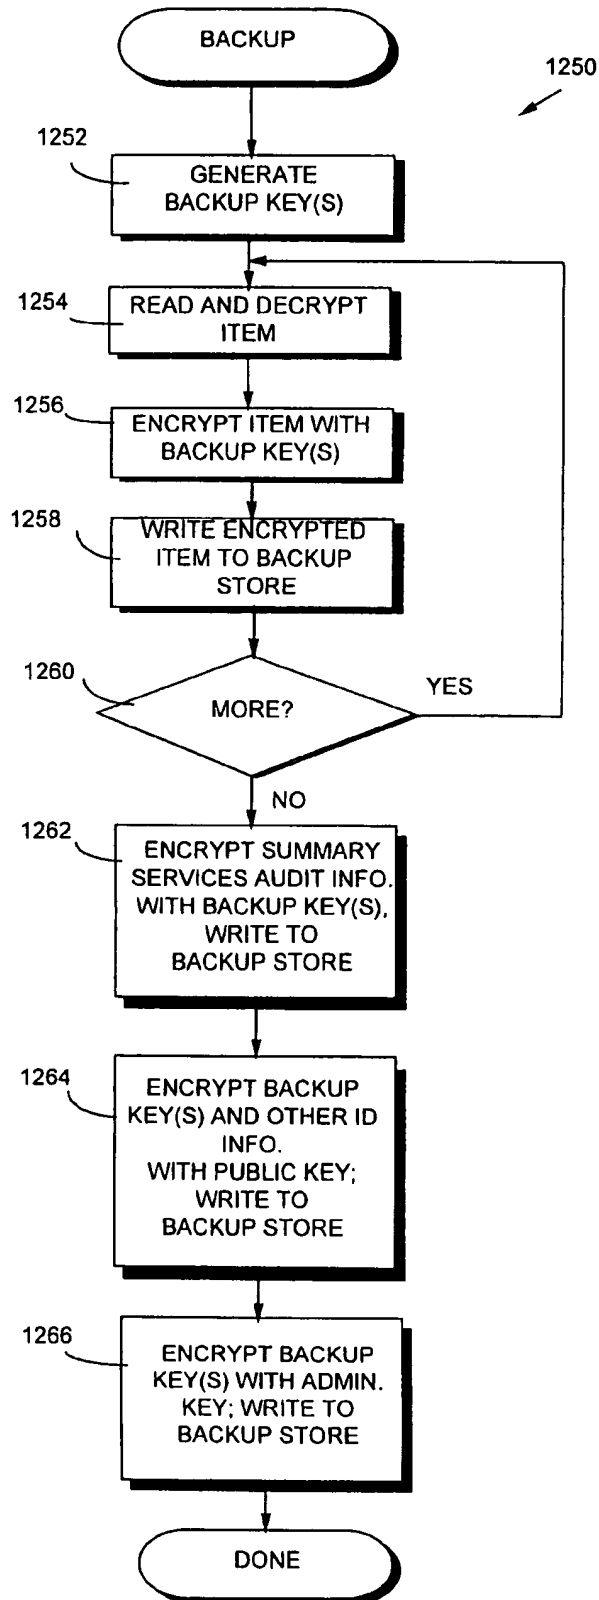 BACKUP
1250
1252
GENERATE
BACKUP KEY(S)
1254
READ AND DECRYPT
ITEM
1256
ENCRYPT ITEM WITH
BACKUP KEY(S)
1258
WRITE ENCRYPTED
ITEM TO BACKUP
STORE
1260
MORE?
YES
NO
1262
ENCRYPT SUMMARY
SERVICES AUDIT INFO.
WITH BACKUP KEY(S),
WRITE TO
BACKUP STORE
1264
ENCRYPT BACKUP
KEY(S) AND OTHER ID
INFO.
WITH PUBLIC KEY;
WRITE TO
BACKUP STORE
1266
ENCRYPT BACKUP
KEY(S) WITH ADMIN.
KEY; WRITE TO
BACKUP STORE
DONE